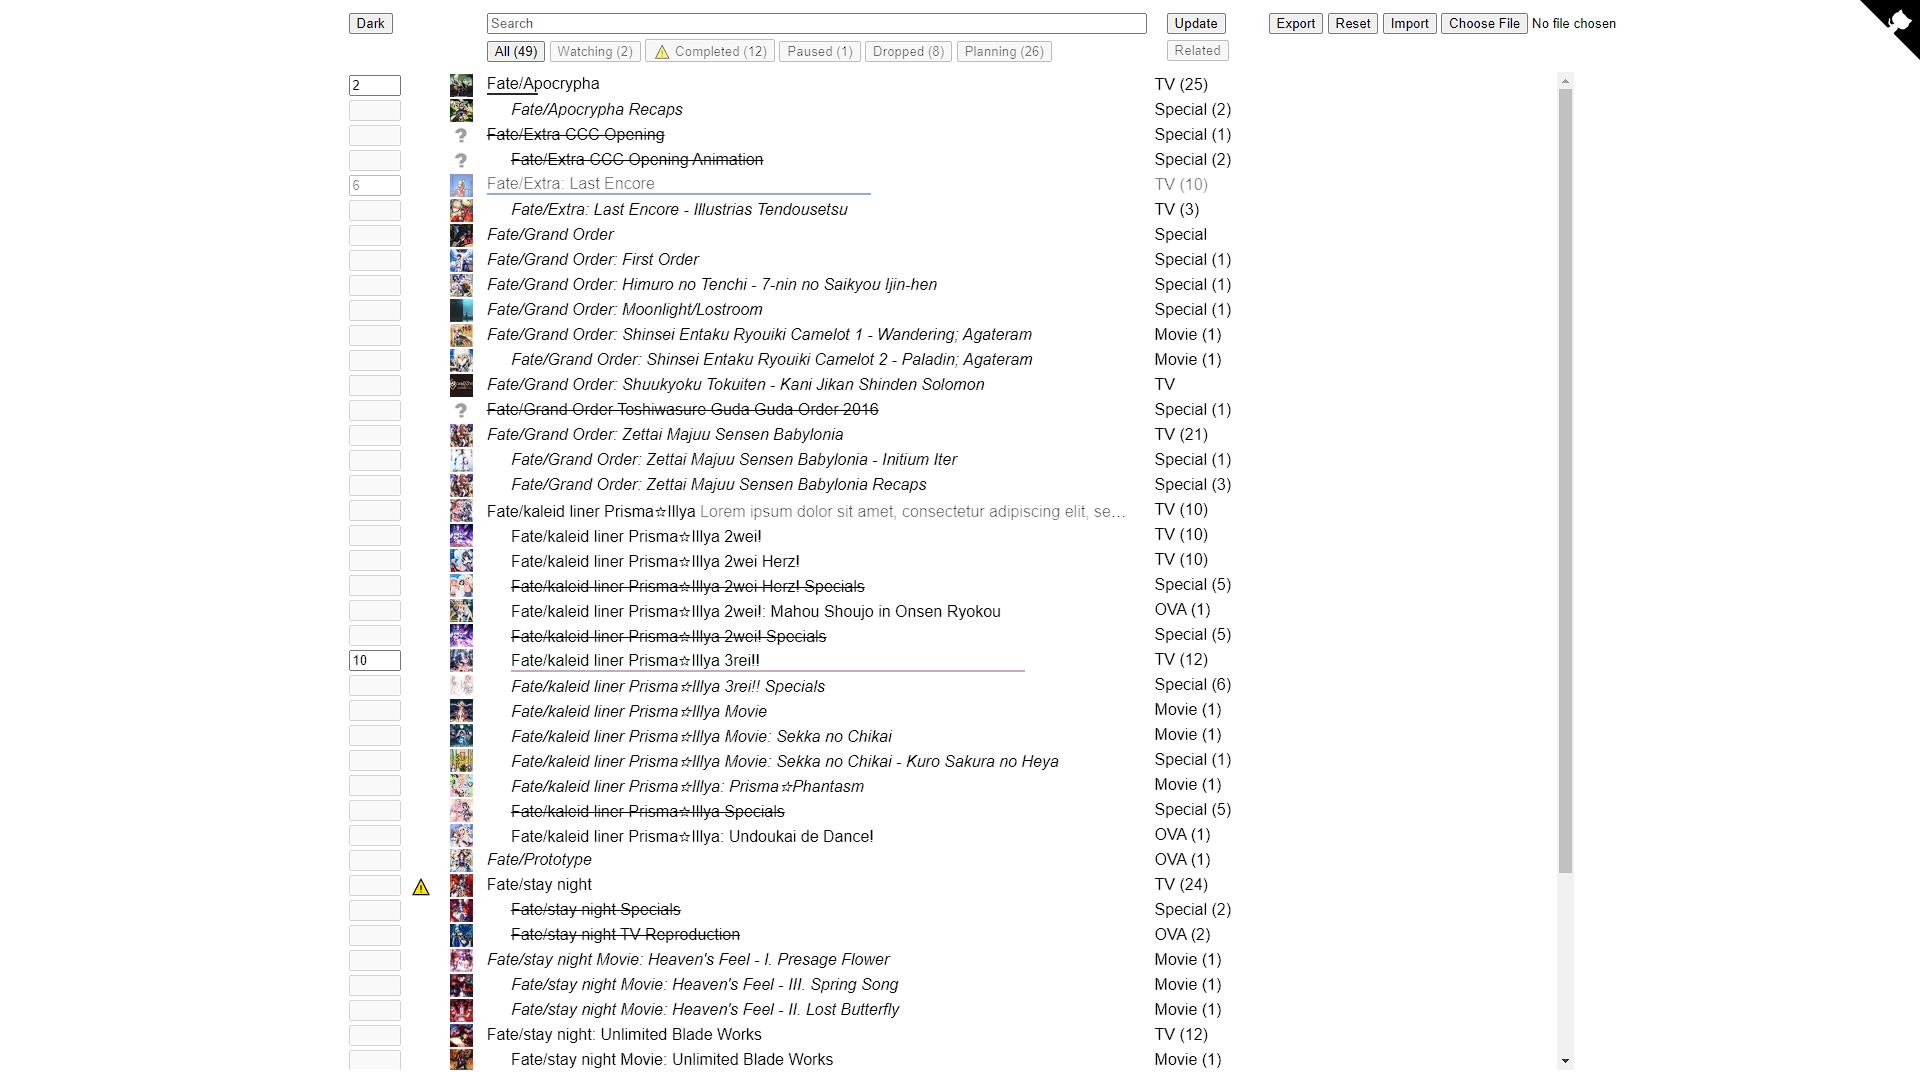 Dark Search Update Export Reset Import Choose File No file chosen
All (49) Watching (2) Completed (12) Paused (1) Dropped (8) Planning (26) Related
2 Fate/Apocrypha TV (25)
Fate/Apocrypha Recaps Special (2)
? Fate/Extra CCC Opening Special (1)
? Fate/Extra CCC Opening Animation Special (2)
6 Fate/Extra: Last Encore TV (10)
Fate/Extra: Last Encore - Illustrias Tendousetsu TV (3)
Fate/Grand Order Special
Fate/Grand Order: First Order Special (1)
Fate/Grand Order: Himuro no Tenchi - 7-nin no Saikyou Ijin-hen Special (1)
Fate/Grand Order: Moonlight/Lostroom Special (1)
Fate/Grand Order: Shinsei Entaku Ryouiki Camelot 1 - Wandering; Agateram Movie (1)
Fate/Grand Order: Shinsei Entaku Ryouiki Camelot 2 - Paladin; Agateram Movie (1)
Fate/Grand Order: Shuukyoku Tokuiten - Kani Jikan Shinden Solomon TV
? Fate/Grand Order Toshiwasure Guda Guda Order 2016 Special (1)
Fate/Grand Order: Zettai Majuu Sensen Babylonia TV (21)
Fate/Grand Order: Zettai Majuu Sensen Babylonia - Initium Iter Special (1)
Fate/Grand Order: Zettai Majuu Sensen Babylonia Recaps Special (3)
Fate/kaleid liner Prisma☆Illya Lorem ipsum dolor sit amet, consectetur adipiscing elit, se… TV (10)
Fate/kaleid liner Prisma☆Illya 2wei! TV (10)
Fate/kaleid liner Prisma☆Illya 2wei Herz! TV (10)
Fate/kaleid liner Prisma☆Illya 2wei Herz! Specials Special (5)
Fate/kaleid liner Prisma☆Illya 2wei!: Mahou Shoujo in Onsen Ryokou OVA (1)
Fate/kaleid liner Prisma☆Illya 2wei! Specials Special (5)
10 Fate/kaleid liner Prisma☆Illya 3rei!! TV (12)
Fate/kaleid liner Prisma☆Illya 3rei!! Specials Special (6)
Fate/kaleid liner Prisma☆Illya Movie Movie (1)
Fate/kaleid liner Prisma☆Illya Movie: Sekka no Chikai Movie (1)
Fate/kaleid liner Prisma☆Illya Movie: Sekka no Chikai - Kuro Sakura no Heya Special (1)
Fate/kaleid liner Prisma☆Illya: Prisma☆Phantasm Movie (1)
Fate/kaleid liner Prisma☆Illya Specials Special (5)
Fate/kaleid liner Prisma☆Illya: Undoukai de Dance! OVA (1)
Fate/Prototype OVA (1)
Fate/stay night TV (24)
Fate/stay night Specials Special (2)
Fate/stay night TV Reproduction OVA (2)
Fate/stay night Movie: Heaven's Feel - I. Presage Flower Movie (1)
Fate/stay night Movie: Heaven's Feel - III. Spring Song Movie (1)
Fate/stay night Movie: Heaven's Feel - II. Lost Butterfly Movie (1)
Fate/stay night: Unlimited Blade Works TV (12)
Fate/stay night Movie: Unlimited Blade Works Movie (1)